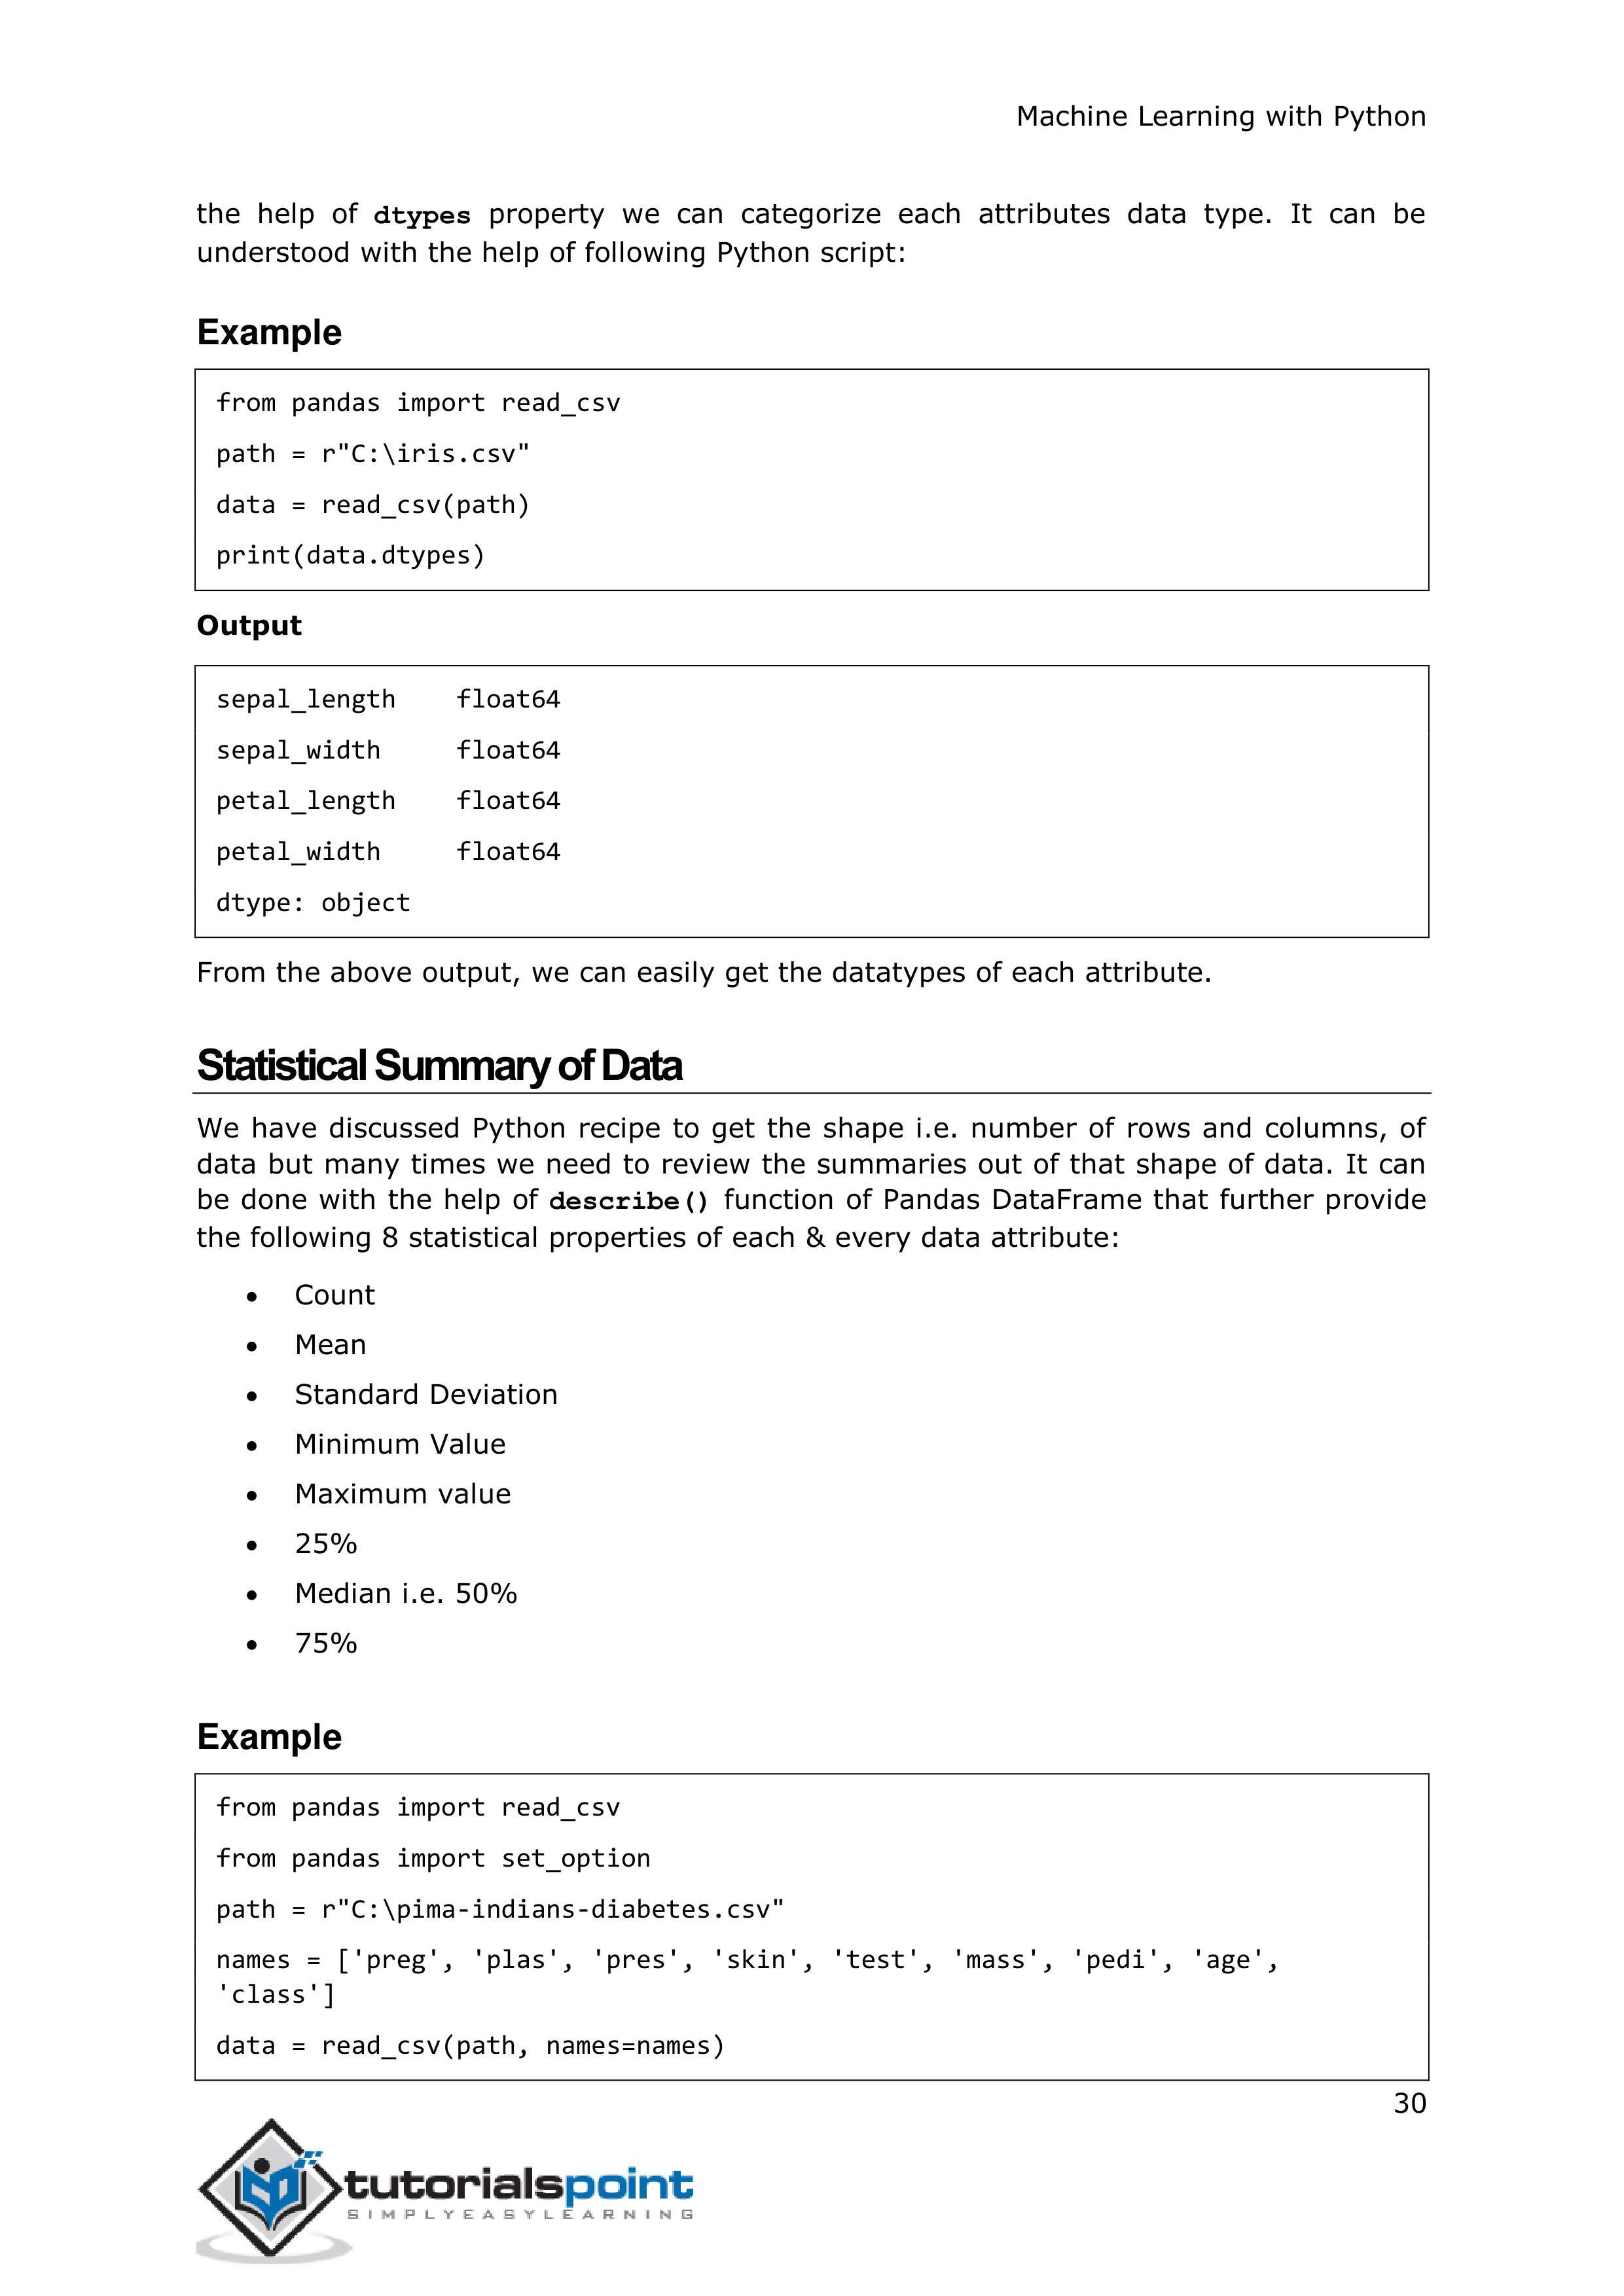 Machine Learning with Python
the help of dtypes property we can categorize each attributes data type. It can be
understood with the help of following Python script:
Example
from pandas import read_csv
path = r"C:\iris.csv"
data = read_csv(path)
print(data.dtypes)
Output
sepal_length    float64
sepal_width     float64
petal_length    float64
petal_width     float64
dtype: object
From the above output, we can easily get the datatypes of each attribute.
Statistical Summary of Data
We have discussed Python recipe to get the shape i.e. number of rows and columns, of
data but many times we need to review the summaries out of that shape of data. It can
be done with the help of describe() function of Pandas DataFrame that further provide
the following 8 statistical properties of each & every data attribute:
• Count
• Mean
• Standard Deviation
• Minimum Value
• Maximum value
• 25%
• Median i.e. 50%
• 75%
Example
from pandas import read_csv
from pandas import set_option
path = r"C:\pima-indians-diabetes.csv"
names = ['preg', 'plas', 'pres', 'skin', 'test', 'mass', 'pedi', 'age',
'class']
data = read_csv(path, names=names)
30
tutorialspoint
SIMPLYEASYLEARNING